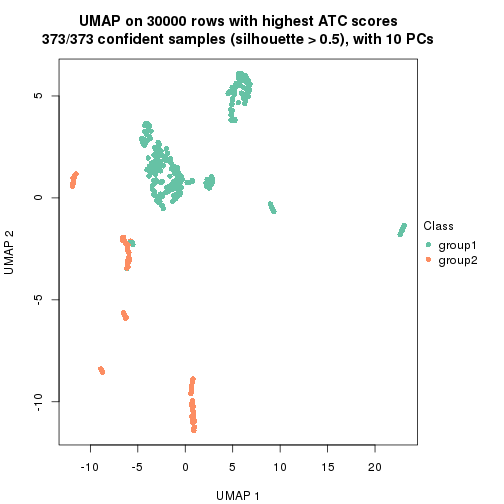 UMAP on 30000 rows with highest ATC scores
373/373 confident samples (silhouette > 0.5), with 10 PCs
5
0
-5
-10
UMAP 2
Class
group1
group2
-10 -5 0 5 10 15 20
UMAP 1